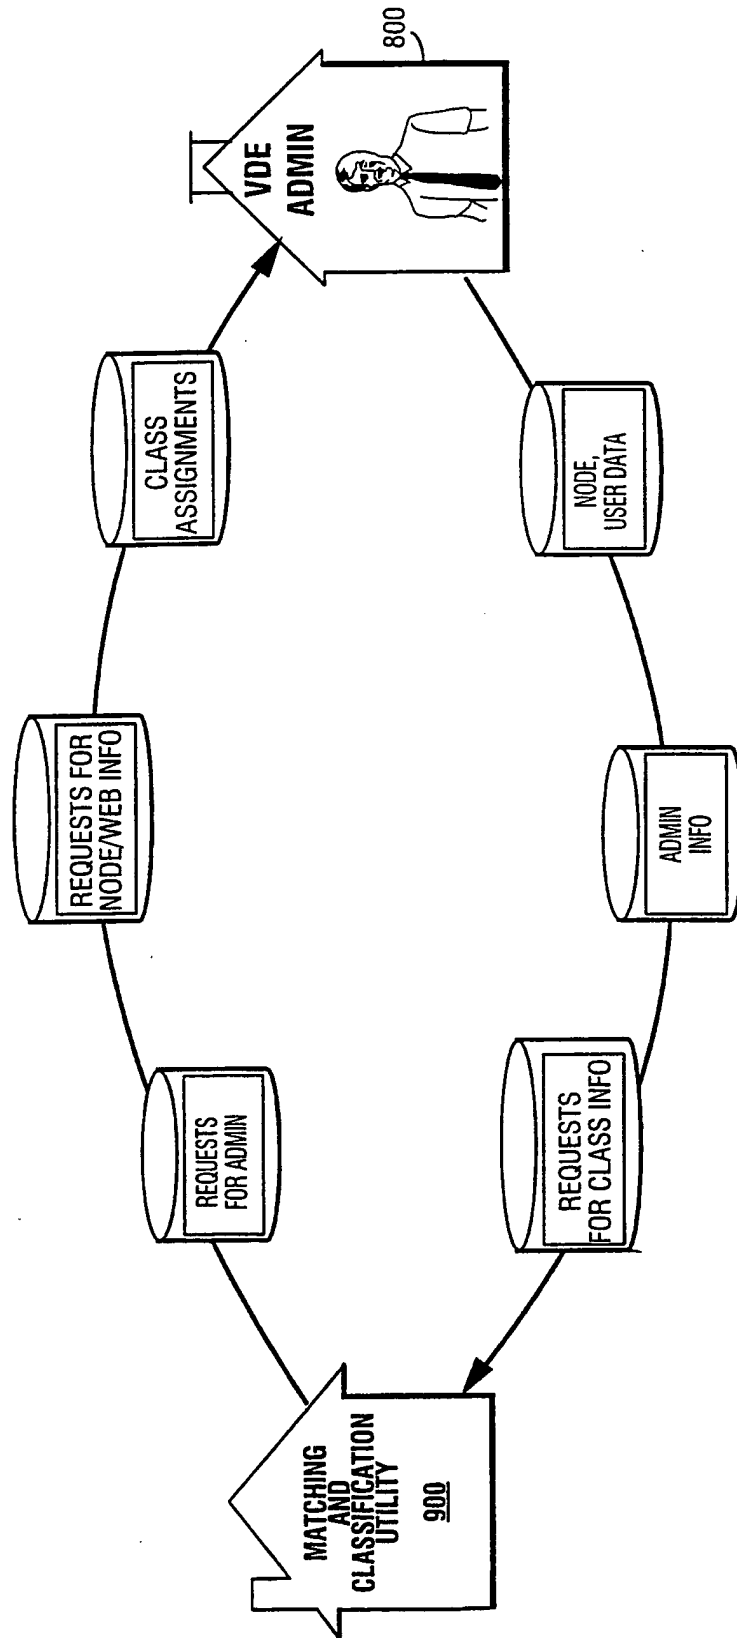 MATCHING
AND
CLASSIFICATION
UTILITY
900
REQUESTS
FOR ADMIN
REQUESTS FOR
NODE/WEB INFO
CLASS
ASSIGNMENTS
VDE
ADMIN
800
NODE,
USER DATA
ADMIN
INFO
REQUESTS
FOR CLASS INFO